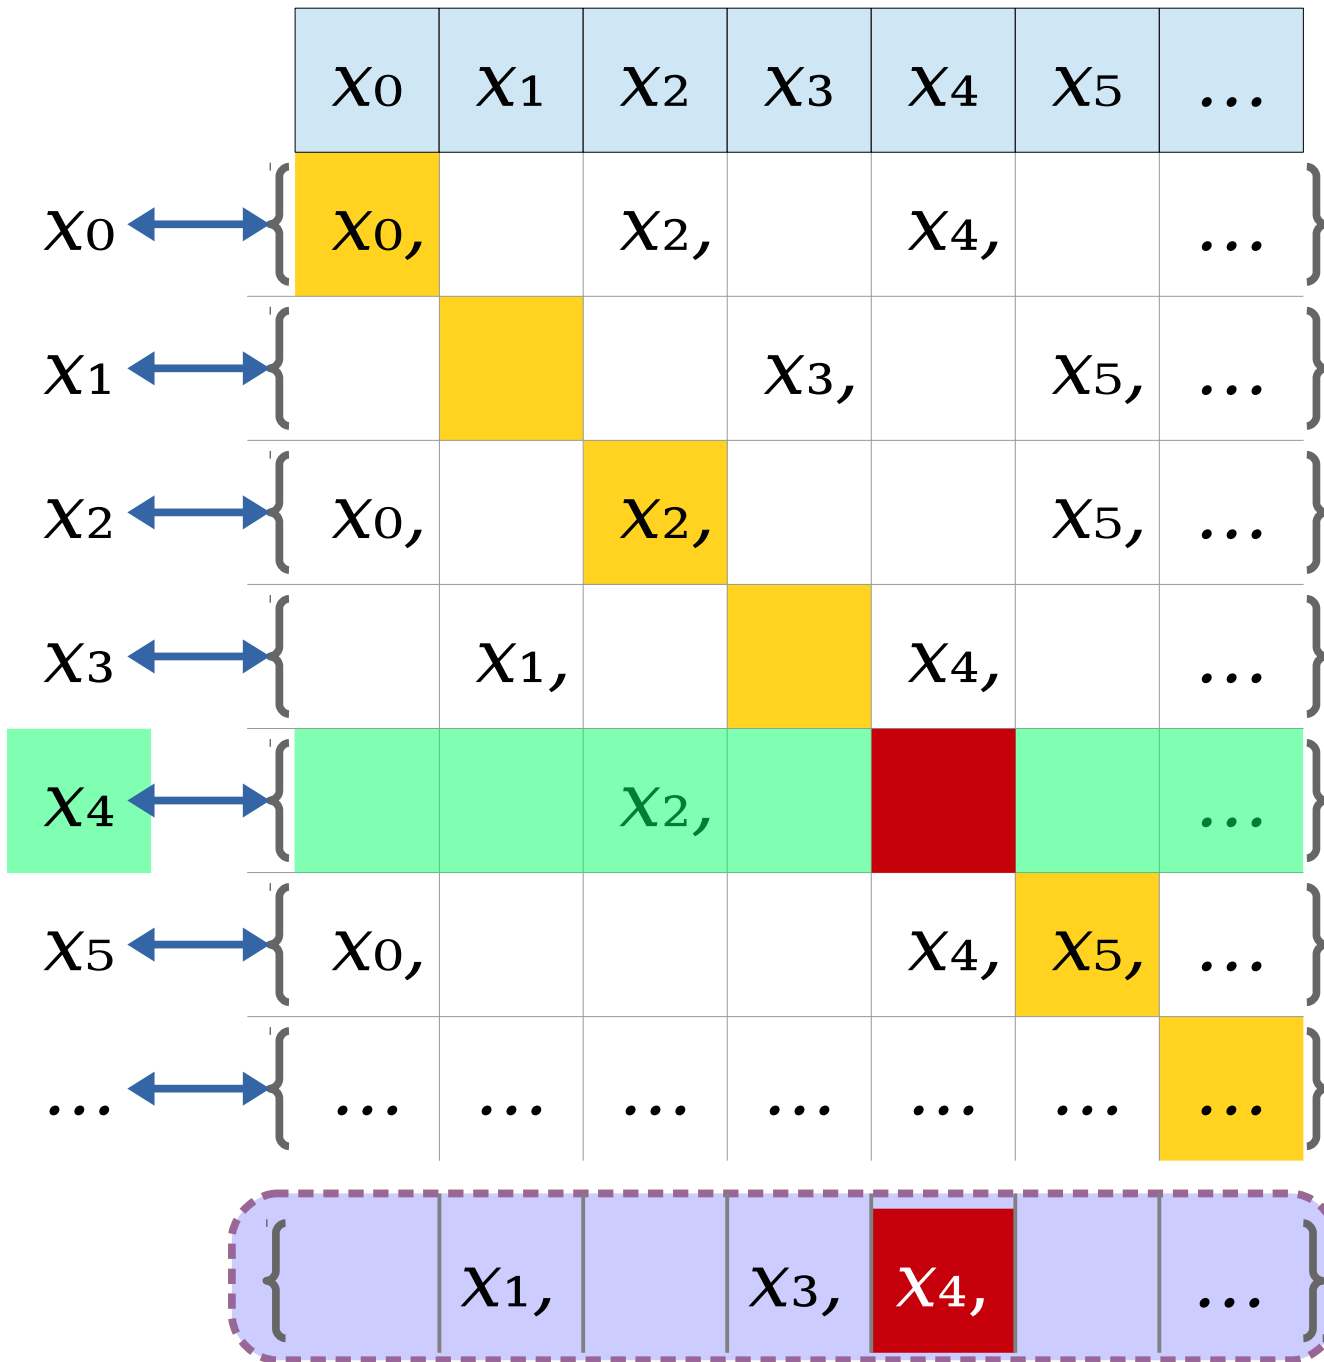 x₀ x₁ x₂ x₃ x₄ x₅ ...
x₀ { x₀, x₂, x₄, ... }
x₁ { x₃, x₅, ... }
x₂ { x₀, x₂, x₅, ... }
x₃ { x₁, x₄, ... }
x₄ { x₂, ... }
x₅ { x₀, x₄, x₅, ... }
... { ... ... ... ... ... ... ... }
{ x₁, x₃, x₄, ... }